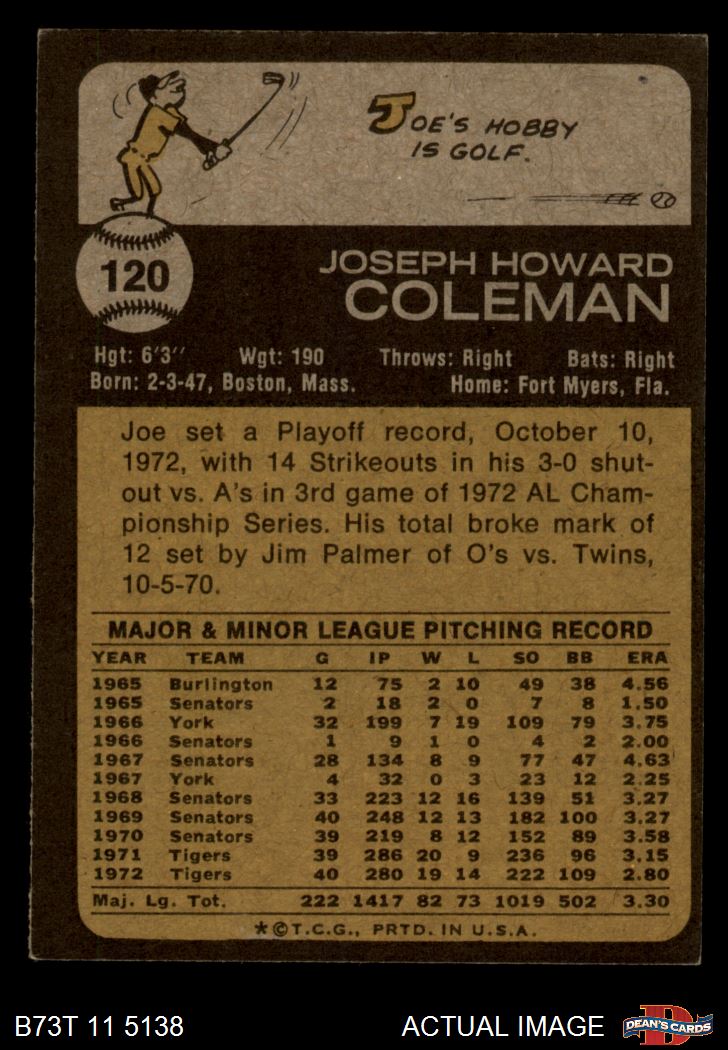 JOE'S HOBBY
IS GOLF.
120
JOSEPH HOWARD
COLEMAN
Hgt: 6'3" Wgt: 190 Throws: Right Bats: Right
Born: 2-3-47, Boston, Mass. Home: Fort Myers, Fla.
Joe set a Playoff record, October 10,
1972, with 14 Strikeouts in his 3-0 shut-
out vs. A's in 3rd game of 1972 AL Cham-
pionship Series. His total broke mark of
12 set by Jim Palmer of O's vs. Twins,
10-5-70.
MAJOR & MINOR LEAGUE PITCHING RECORD
YEAR TEAM G IP W L SO BB ERA
1965 Burlington 12 75 2 10 49 38 4.56
1965 Senators 2 18 2 0 7 8 1.50
1966 York 32 199 7 19 109 79 3.75
1966 Senators 1 9 1 0 4 2 2.00
1967 Senators 28 134 8 9 77 47 4.63
1967 York 4 32 0 3 23 12 2.25
1968 Senators 33 223 12 16 139 51 3.27
1969 Senators 40 248 12 13 182 100 3.27
1970 Senators 39 219 8 12 152 89 3.58
1971 Tigers 39 286 20 9 236 96 3.15
1972 Tigers 40 280 19 14 222 109 2.80
Maj. Lg. Tot. 222 1417 82 73 1019 502 3.30
*©T.C.G., PRTD. IN U.S.A.
B73T 11 5138 ACTUAL IMAGE D DEAN'S CARDS